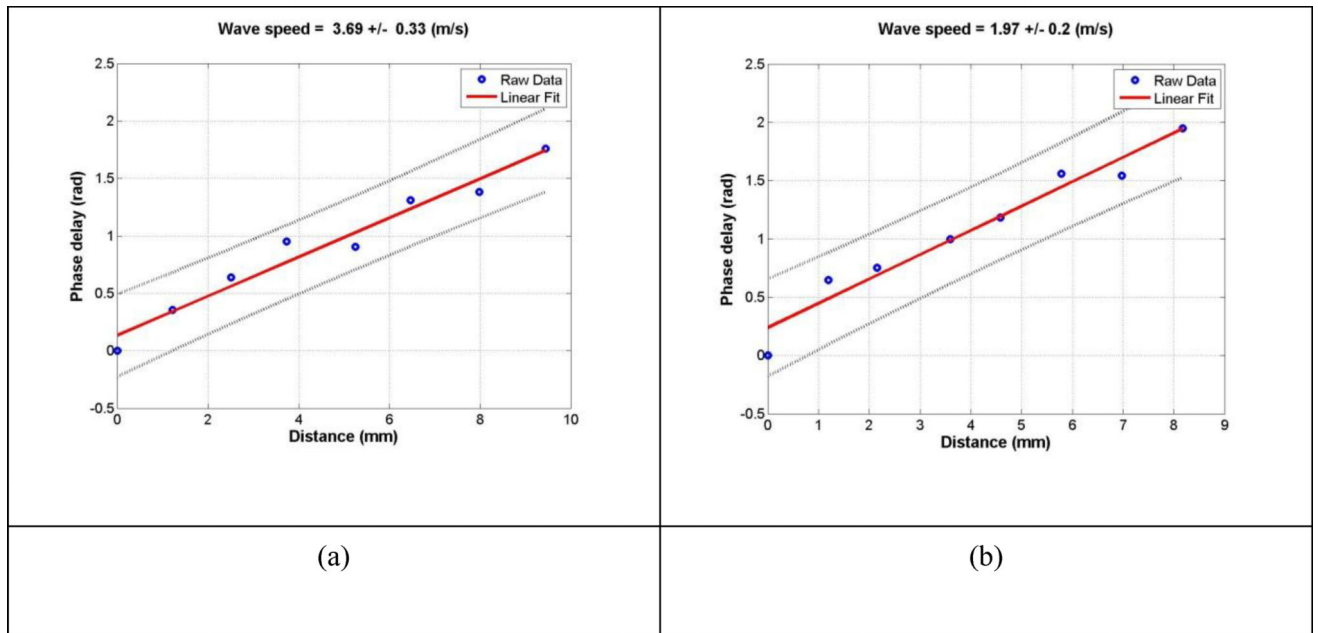 Wave speed = 3.69 +/- 0.33 (m/s)
2.5
2
1.5
1
0.5
0
-0.5
Phase delay (rad)
Raw Data
Linear Fit
0 2 4 6 8 10
Distance (mm)
(a)
Wave speed = 1.97 +/- 0.2 (m/s)
2.5
2
1.5
1
0.5
0
-0.5
Phase delay (rad)
Raw Data
Linear Fit
0 1 2 3 4 5 6 7 8 9
Distance (mm)
(b)